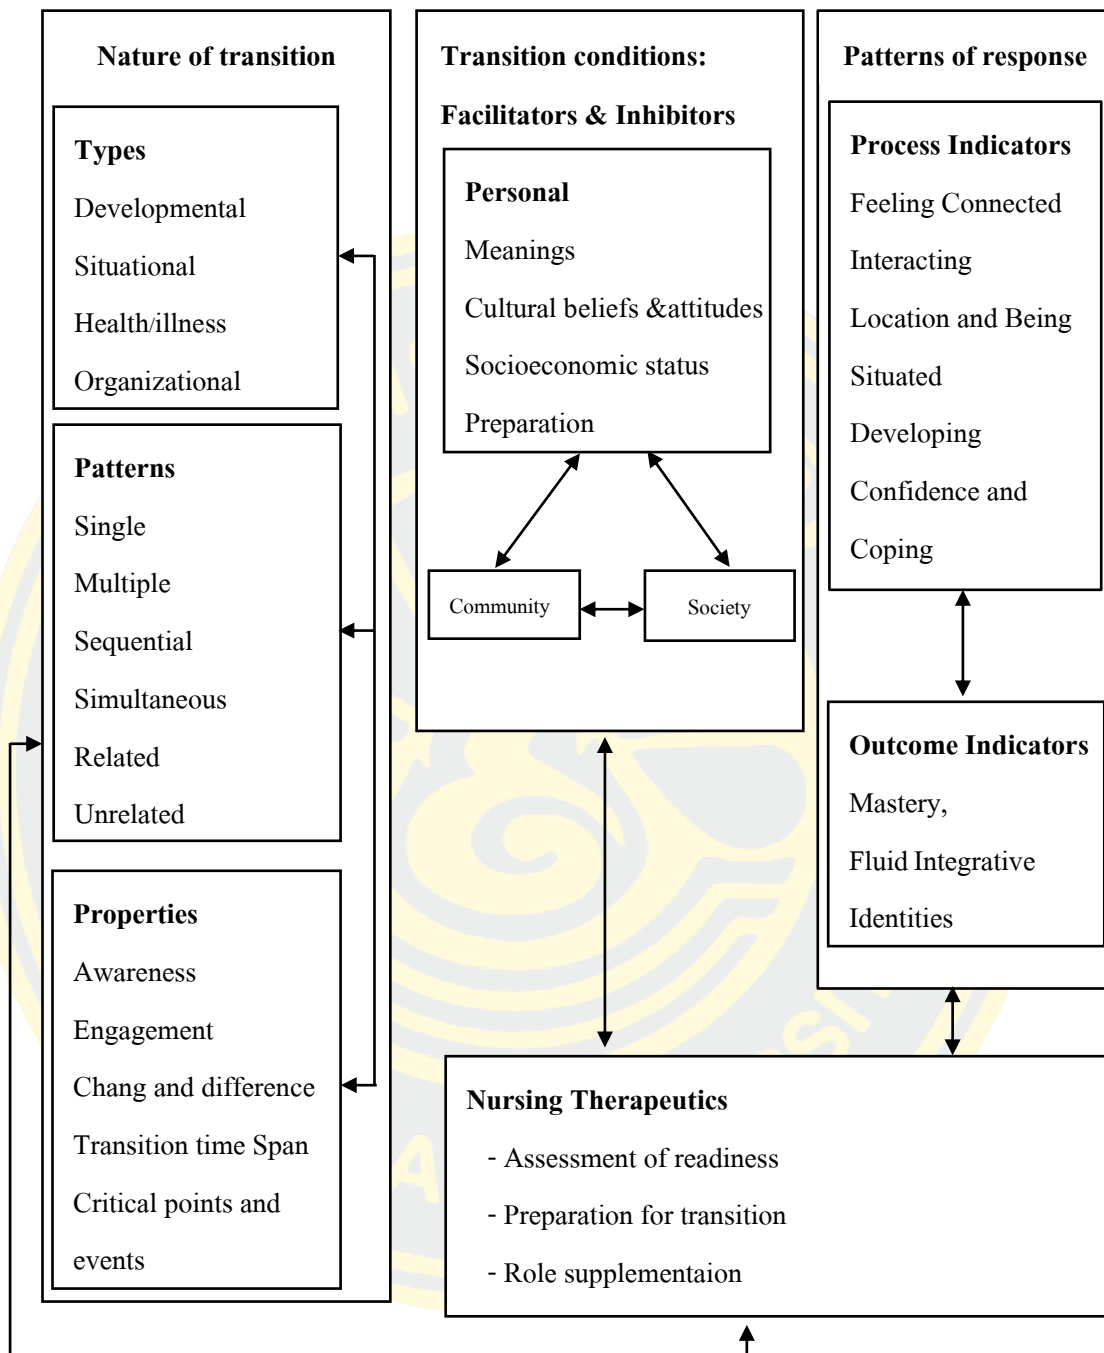 Nature of transition
Types
Developmental
Situational
Health/illness
Organizational
Patterns
Single
Multiple
Sequential
Simultaneous
Related
Unrelated
Properties
Awareness
Engagement
Chang and difference
Transition time Span
Critical points and
events
Transition conditions:
Facilitators & Inhibitors
Personal
Meanings
Cultural beliefs &attitudes
Socioeconomic status
Preparation
Community
Society
Patterns of response
Process Indicators
Feeling Connected
Interacting
Location and Being
Situated
Developing
Confidence and
Coping
Outcome Indicators
Mastery,
Fluid Integrative
Identities
Nursing Therapeutics
- Assessment of readiness
- Preparation for transition
- Role supplementaion